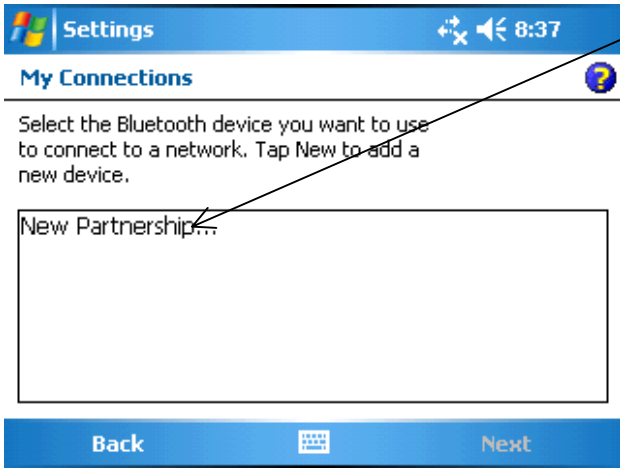 Settings 8:37
My Connections
Select the Bluetooth device you want to use
to connect to a network. Tap New to add a
new device.
New Partnership...
Back Next